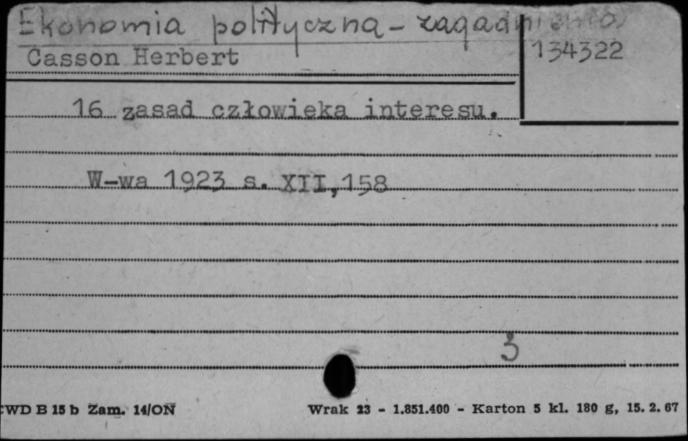 Ekonomia polityczna - zagadnienia
134322
Casson Herbert
16 zasad człowieka interesu.
W-wa 1923 s. XII,158
3
CWD B 15 b Zam. 14/ON Wrak 23 - 1.851.400 - Karton 5 kl. 180 g, 15. 2. 67